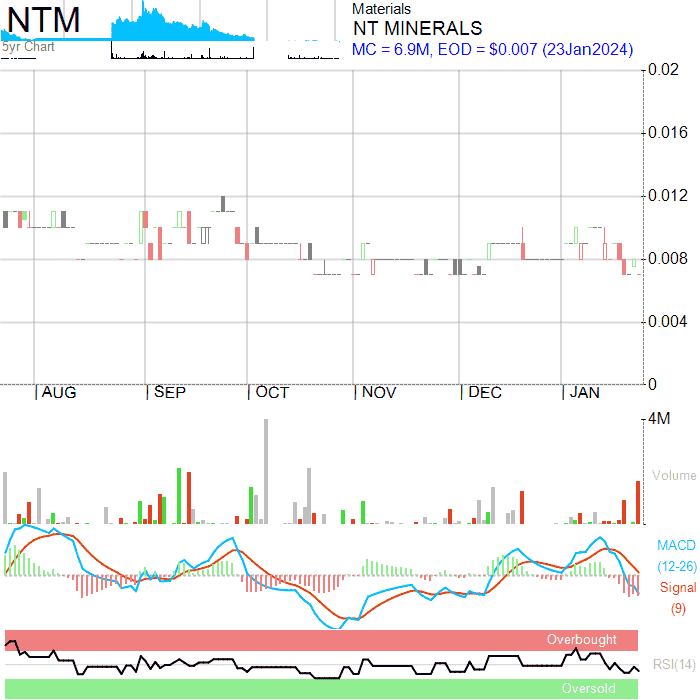 NTM
5yr Chart
Materials
NT MINERALS
MC = 6.9M, EOD = $0.007 (23Jan2024)
0.02
0.016
0.012
0.008
0.004
0
AUG SEP OCT NOV DEC JAN
4M
Volume
MACD
(12-26)
Signal
(9)
Overbought
RSI(14)
Oversold